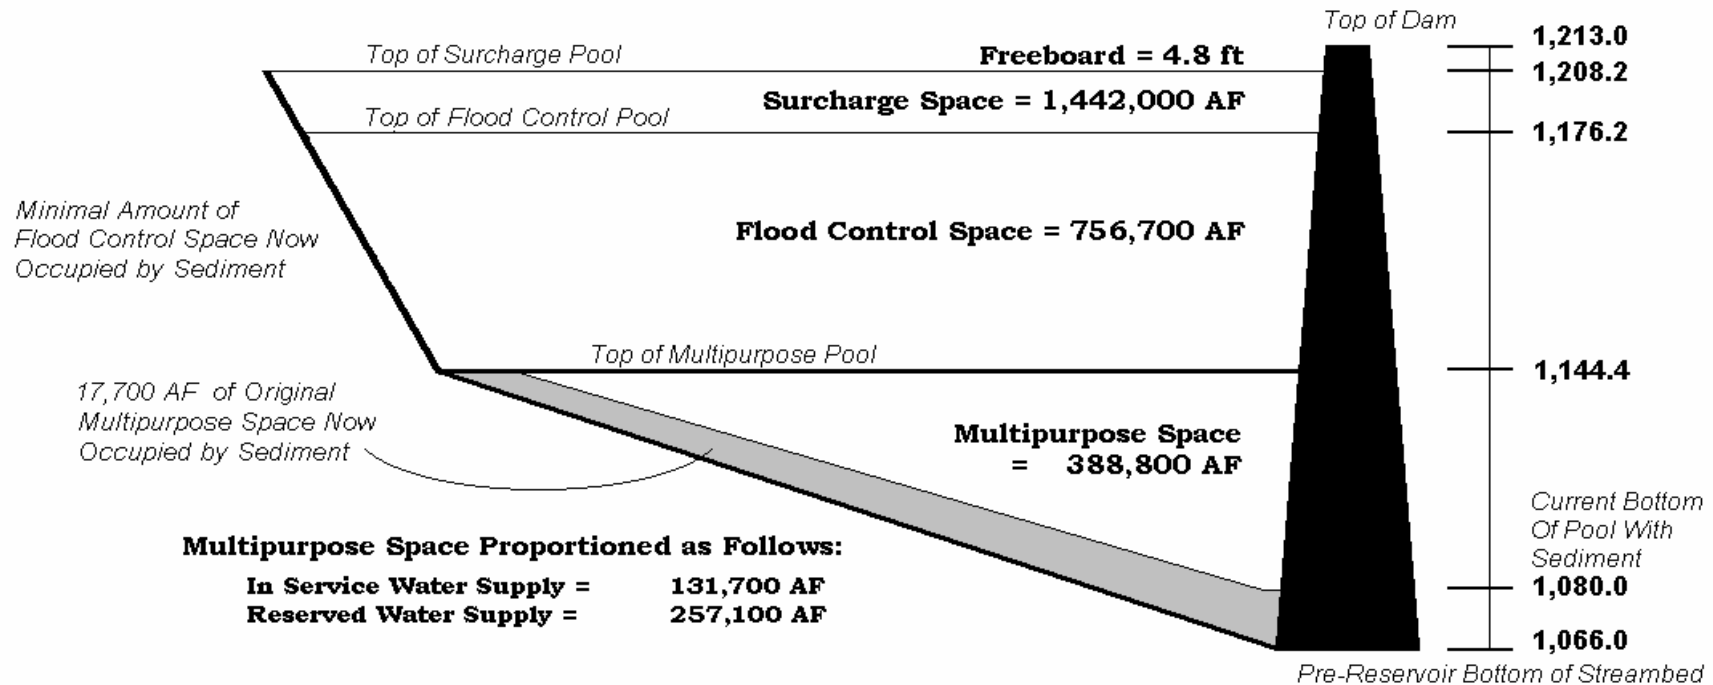 Top of Dam
1,213.0
Top of Surcharge Pool
Freeboard = 4.8 ft
1,208.2
Surcharge Space = 1,442,000 AF
Top of Flood Control Pool
1,176.2
Minimal Amount of
Flood Control Space Now
Occupied by Sediment
Flood Control Space = 756,700 AF
Top of Multipurpose Pool
1,144.4
17,700 AF of Original
Multipurpose Space Now
Occupied by Sediment
Multipurpose Space
= 388,800 AF
Current Bottom
Of Pool With
Sediment
Multipurpose Space Proportioned as Follows:
In Service Water Supply = 131,700 AF
Reserved Water Supply = 257,100 AF
1,080.0
1,066.0
Pre-Reservoir Bottom of Streambed